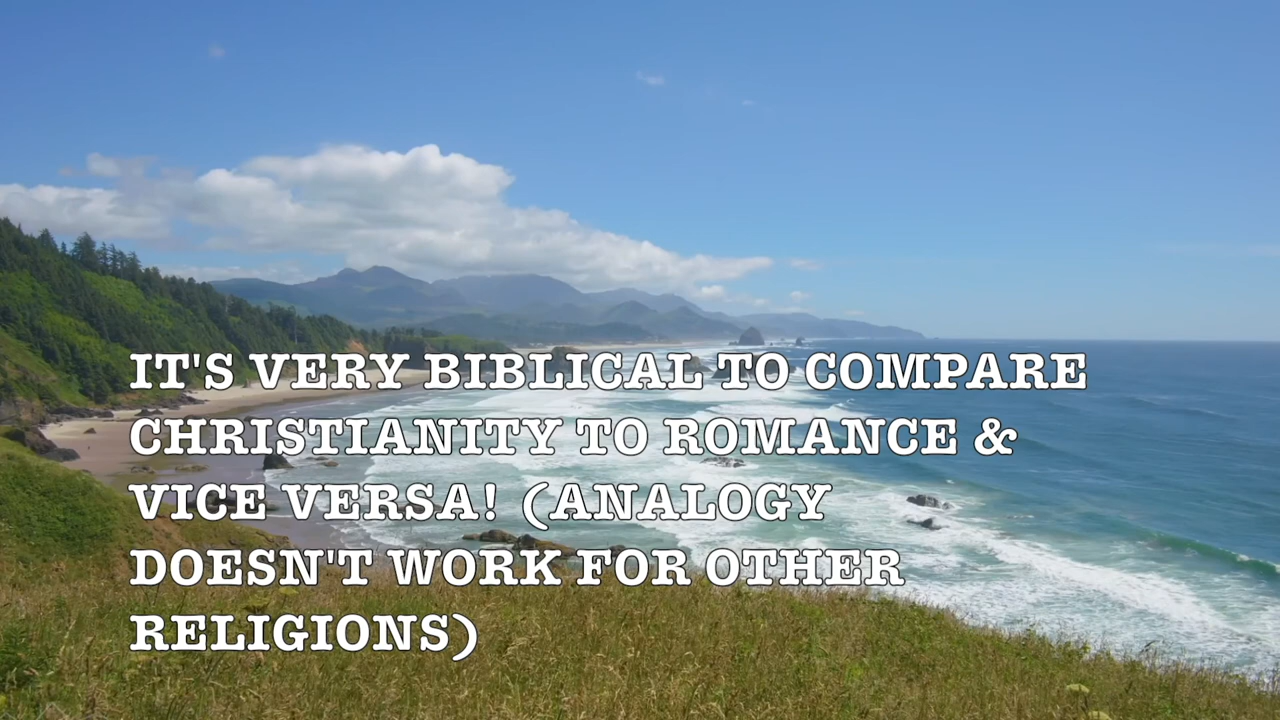 IT'S VERY BIBLICAL TO COMPARE
CHRISTIANITY TO ROMANCE &
VICE VERSA! (ANALOGY
DOESN'T WORK FOR OTHER
RELIGIONS)